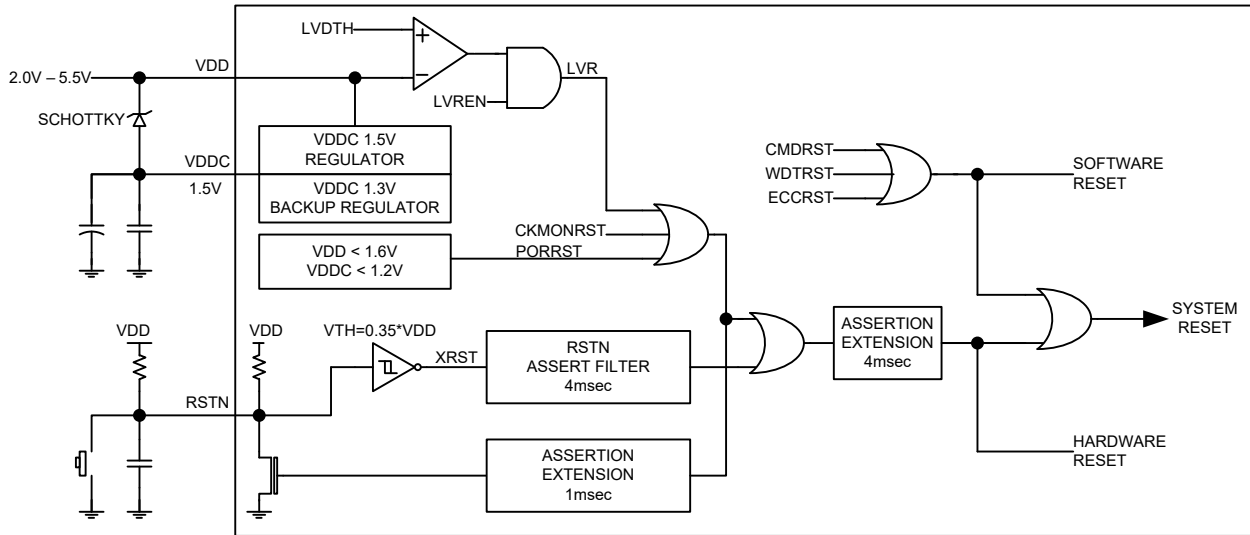 LVDTH
2.0V – 5.5V
VDD
LVR
LVREN
SCHOTTKY
VDDC 1.5V
REGULATOR
VDDC
1.5V
VDDC 1.3V
BACKUP REGULATOR
CMDRST
WDTRST
ECCRST
SOFTWARE
RESET
CKMONRST
PORRST
VDD < 1.6V
VDDC < 1.2V
SYSTEM
RESET
VDD
VDD
VTH=0.35*VDD
XRST
RSTN
ASSERT FILTER
4msec
ASSERTION
EXTENSION
4msec
RSTN
HARDWARE
RESET
ASSERTION
EXTENSION
1msec